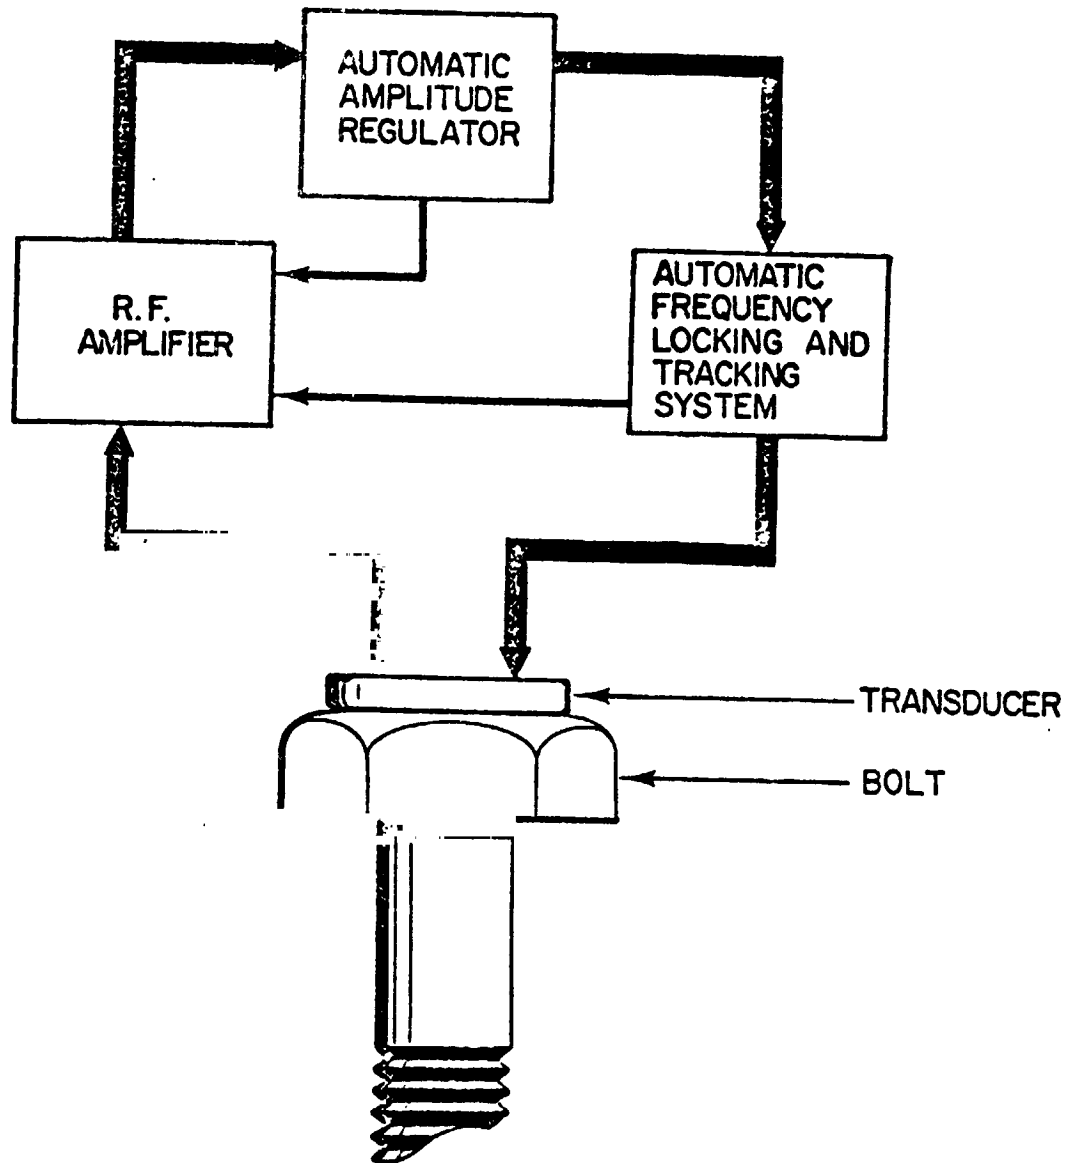 AUTOMATIC
AMPLITUDE
REGULATOR
R.F.
AMPLIFIER
AUTOMATIC
FREQUENCY
LOCKING AND
TRACKING
SYSTEM
TRANSDUCER
BOLT